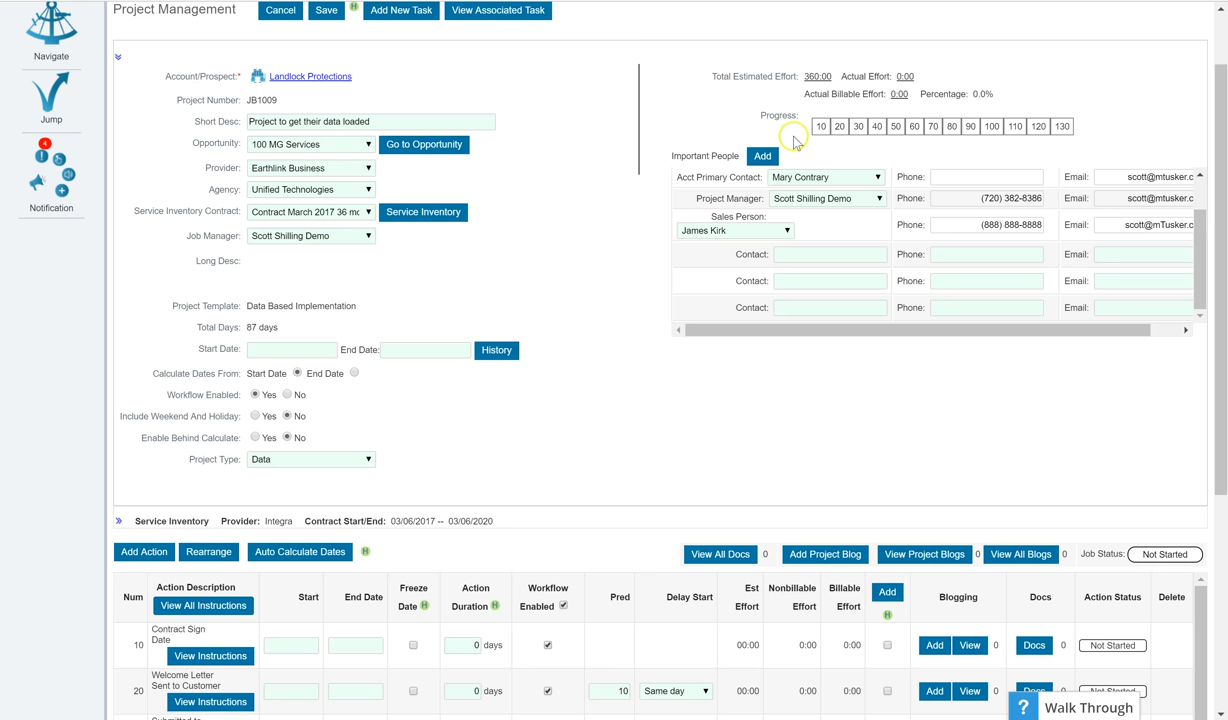 Project Management Cancel Save H Add New Task View Associated Task
Navigate
Jump
4
Notification
Account/Prospect:* Landlock Protections
Project Number: JB1009
Short Desc: Project to get their data loaded
Opportunity: 100 MG Services Go to Opportunity
Provider: Earthlink Business
Agency: Unified Technologies
Service Inventory Contract: Contract March 2017 36 mc Service Inventory
Job Manager: Scott Shilling Demo
Long Desc:
Project Template: Data Based Implementation
Total Days: 87 days
Start Date: End Date: History
Calculate Dates From: Start Date End Date
Workflow Enabled: Yes No
Include Weekend And Holiday: Yes No
Enable Behind Calculate: Yes No
Project Type: Data
Total Estimated Effort: 360:00 Actual Effort: 0:00
Actual Billable Effort: 0:00 Percentage: 0.0%
Progress: 10 20 30 40 50 60 70 80 90 100 110 120 130
Important People Add
Acct Primary Contact: Mary Contrary Phone: Email: scott@mtusker.c
Project Manager: Scott Shilling Demo Phone: (720) 382-8386 Email: scott@mtusker.c
Sales Person:
James Kirk Phone: (888) 888-8888 Email: scott@mTusker.c
Contact: Phone: Email:
Contact: Phone: Email:
Contact: Phone: Email:
Service Inventory Provider: Integra Contract Start/End: 03/06/2017 -- 03/06/2020
Add Action Rearrange Auto Calculate Dates H View All Docs 0 Add Project Blog View Project Blogs 0 View All Blogs 0 Job Status: Not Started
Num Action Description View All Instructions Start End Date Freeze Date H Action Duration H Workflow Enabled Pred Delay Start Est Effort Nonbillable Effort Billable Effort Add H Blogging Docs Action Status Delete
10 Contract Sign Date View Instructions 0 days 00:00 0:00 0:00 Add View 0 Docs 0 Not Started
20 Welcome Letter Sent to Customer View Instructions 0 days 10 Same day 00:00 0:00 0:00 Add View 0 Docs 0 Not Started
Submitted to
? Walk Through